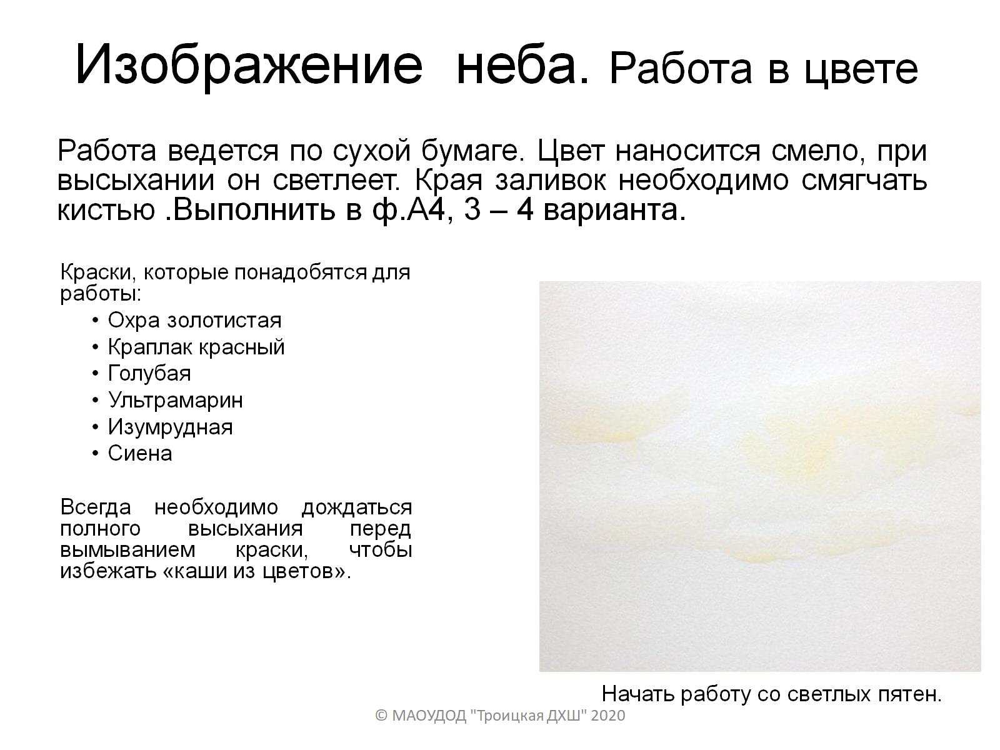 Изображение неба. Работа в цвете
Работа ведется по сухой бумаге. Цвет наносится смело, при
высыхании он светлеет. Края заливок необходимо смягчать
кистью .Выполнить в ф.А4, 3 – 4 варианта.
Краски, которые понадобятся для
работы:
• Охра золотистая
• Краплак красный
• Голубая
• Ультрамарин
• Изумрудная
• Сиена
Всегда необходимо дождаться
полного высыхания перед
вымыванием краски, чтобы
избежать «каши из цветов».
Начать работу со светлых пятен.
© МАОУДОД "Троицкая ДХШ" 2020